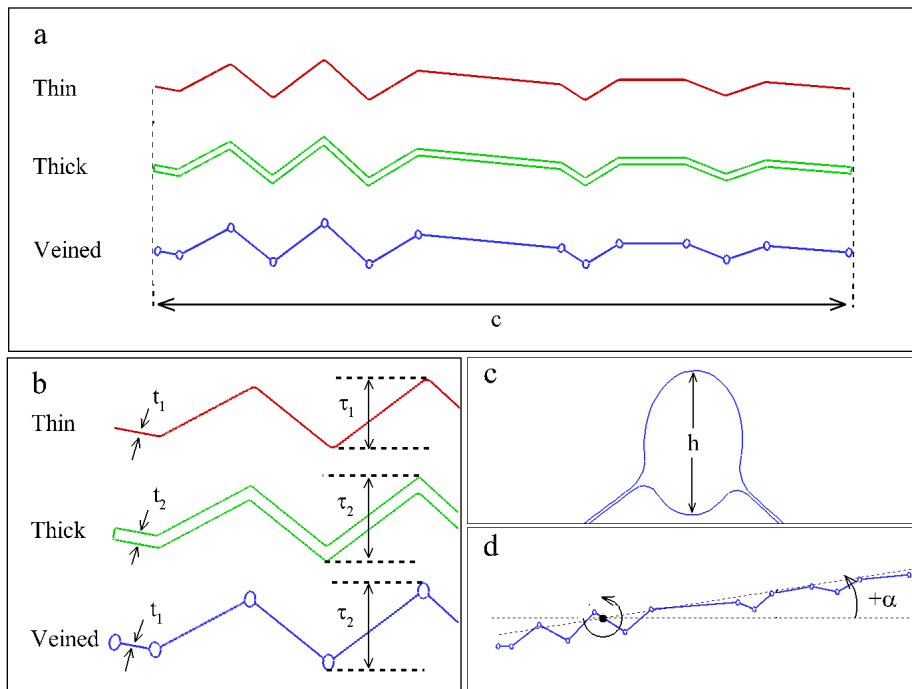 a
Thin
Thick
Veined
c
b
Thin
t₁
τ₁
Thick
t₂
τ₂
Veined
t₁
τ₂
c
h
d
+α